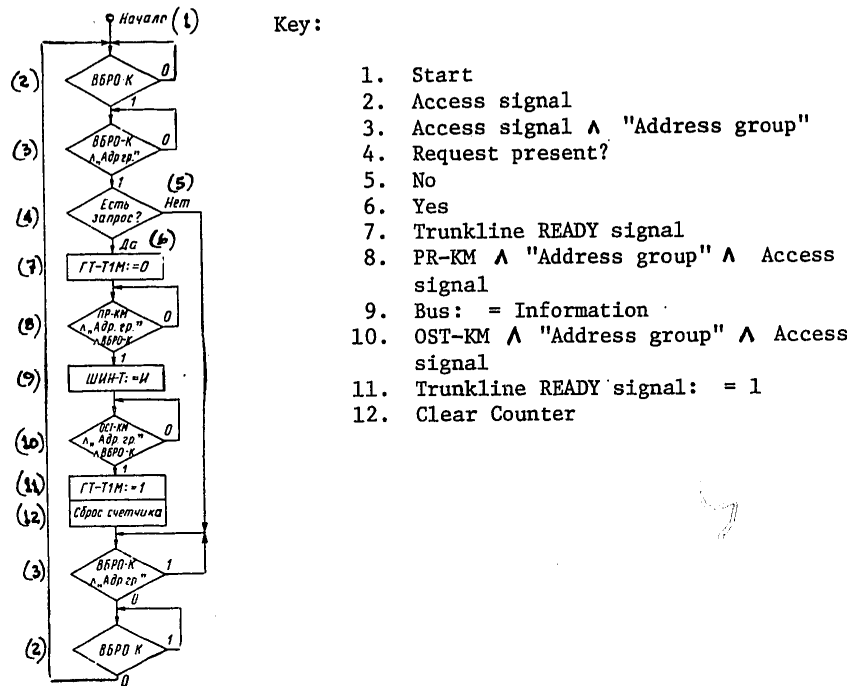 Начало (1)
Key:
(2) ВБРО-К 0
1
(3) ВБРО-К
∧„Адр гр." 0
1
(4) Есть
запрос? (5) Нет
Да (6)
(7) ГТ-Т1М:=0
(8) ПР-КМ
∧„Адр. гр."
∧ВБРО-К 0
1
(9) ШИН-Т:=И
(10) ОСТ-КМ
∧„Адр. гр."
∧ВБРО-К 0
1
(11) ГТ-Т1М:=1
(12) Сброс счетчика
(3) ВБРО-К
∧„Адр гр" 1
0
(2) ВБРО К 1
0
1. Start
2. Access signal
3. Access signal ∧ "Address group"
4. Request present?
5. No
6. Yes
7. Trunkline READY signal
8. PR-KM ∧ "Address group" ∧ Access
signal
9. Bus: = Information
10. OST-KM ∧ "Address group" ∧ Access
signal
11. Trunkline READY signal: = 1
12. Clear Counter